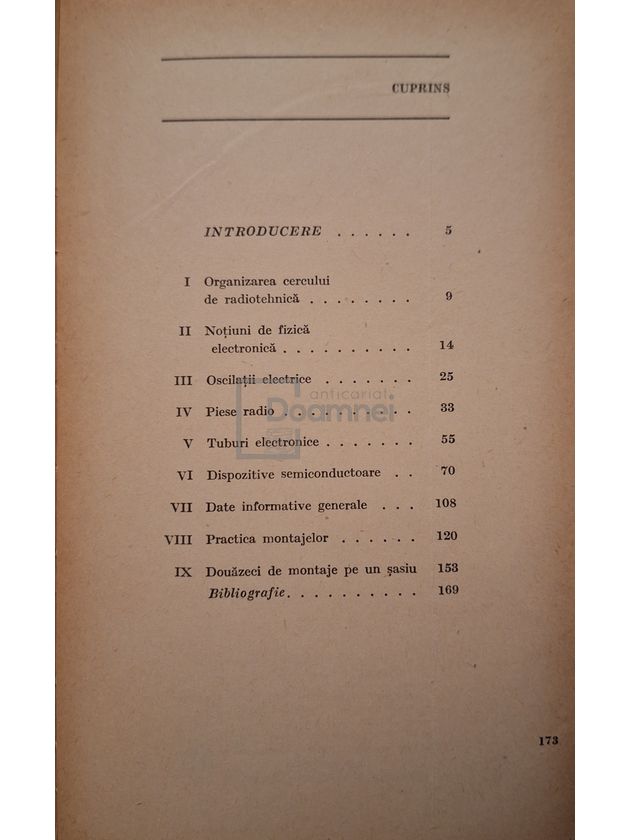 CUPRINS
INTRODUCERE . . . . . . 5
I Organizarea cercului
de radiotehnică . . . . . . . . 9
II Noțiuni de fizică
electronică . . . . . . . . . . 14
III Oscilații electrice . . . . . . . 25
anticariat
Doamnei
IV Piese radio . . . . . . . . . . 33
V Tuburi electronice . . . . . . . 55
VI Dispozitive semiconductoare . . 70
VII Date informative generale . . . 108
VIII Practica montajelor . . . . . . 120
IX Douăzeci de montaje pe un șasiu 153
Bibliografie. . . . . . . . . . 169
173